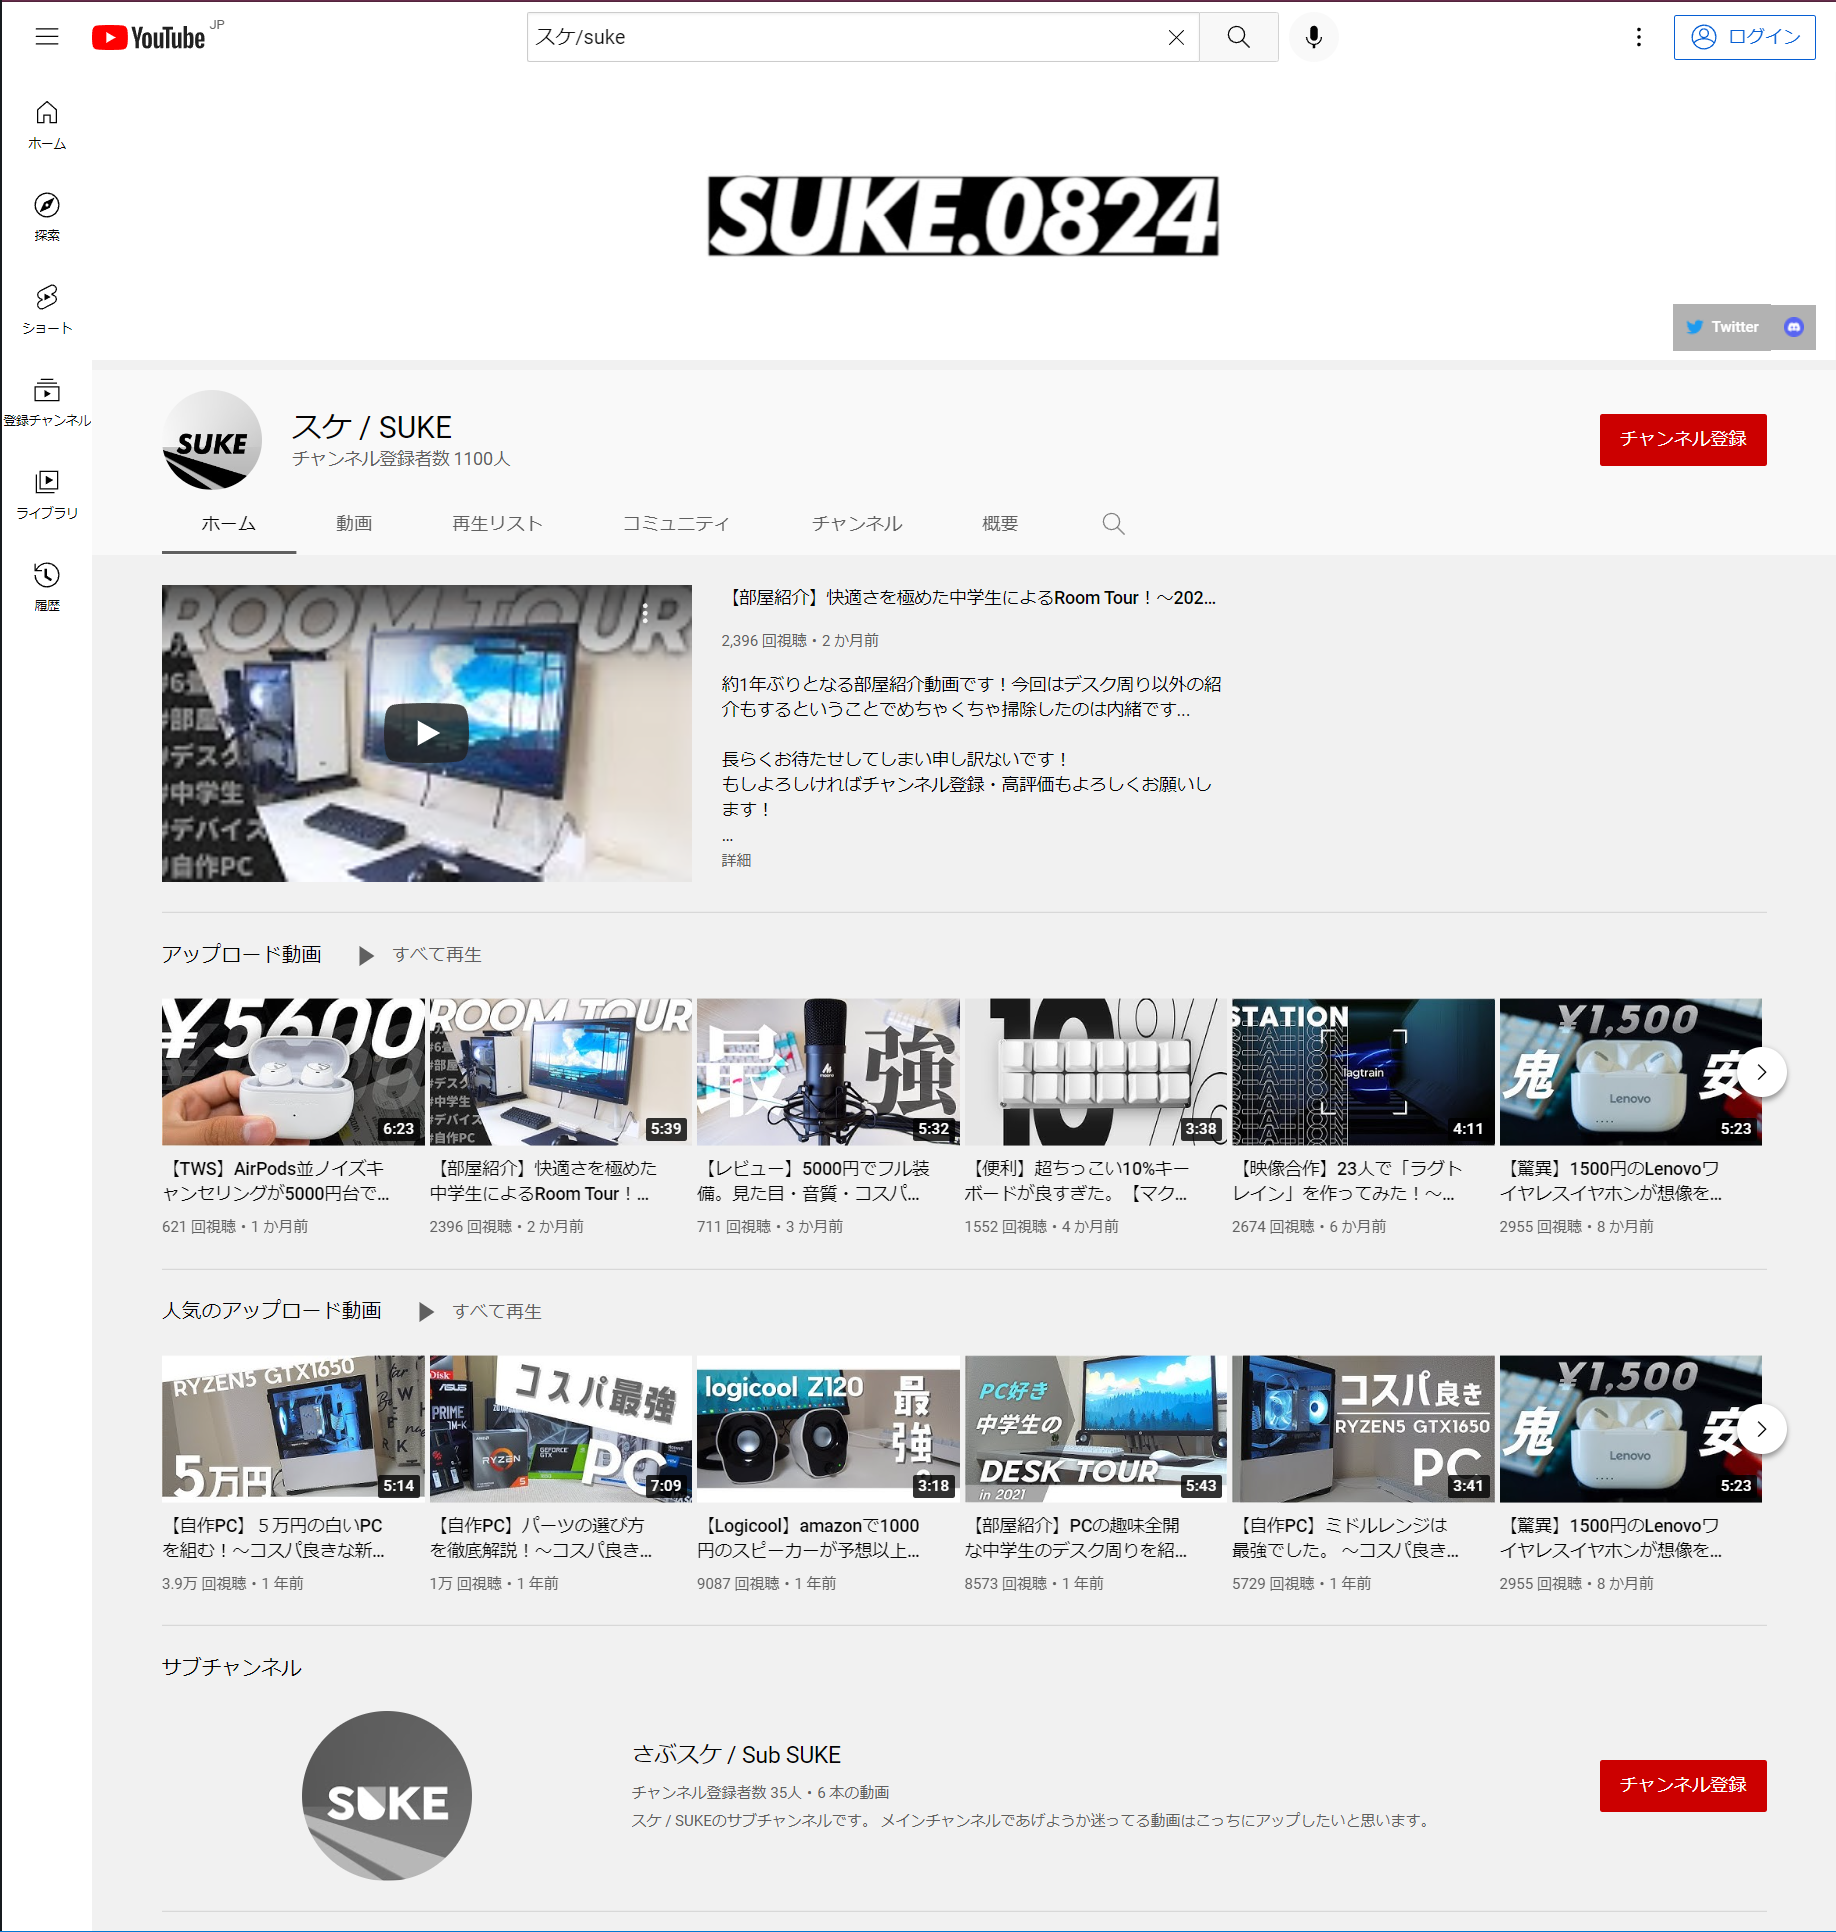 YouTube JP
スケ/suke
ログイン
ホーム
探索
ショート
登録チャンネル
ライブラリ
履歴
SUKE.0824
Twitter
SUKE
スケ / SUKE
チャンネル登録者数 1100人
チャンネル登録
ホーム
動画
再生リスト
コミュニティ
チャンネル
概要
ROOM TOUR
#部屋
#デスク
#中学生
#デバイス
#自作PC
【部屋紹介】快適さを極めた中学生によるRoom Tour！～202...
2,396 回視聴・2 か月前
約1年ぶりとなる部屋紹介動画です！今回はデスク周り以外の紹
介もするということでめちゃくちゃ掃除したのは内緒です...
長らくお待たせしてしまい申し訳ないです！
もしよろしければチャンネル登録・高評価もよろしくお願いし
ます！
...
詳細
アップロード動画
すべて再生
¥5600
6:23
ROOM TOUR
5:39
最強
5:32
10
3:38
STATION
lagtrain
4:11
¥1,500
鬼安
Lenovo
5:23
【TWS】AirPods並ノイズキ
ャンセリングが5000円台で...
621 回視聴・1 か月前
【部屋紹介】快適さを極めた
中学生によるRoom Tour！...
2396 回視聴・2 か月前
【レビュー】5000円でフル装
備。見た目・音質・コスパ...
711 回視聴・3 か月前
【便利】超ちっこい10%キー
ボードが良すぎた。【マク...
1552 回視聴・4 か月前
【映像合作】23人で「ラグト
レイン」を作ってみた！～...
2674 回視聴・6 か月前
【驚異】1500円のLenovoワ
イヤレスイヤホンが想像を...
2955 回視聴・8 か月前
人気のアップロード動画
すべて再生
RYZEN5 GTX1650
5万円
5:14
コスパ最強
PC
ASUS
PRIME
RYZEN
5
GEFORCE
GTX
7:09
logicool Z120
最強。
3:18
PC好き
中学生の
DESK TOUR
in 2021
5:43
コスパ良き
RYZEN5 GTX1650
PC
3:41
¥1,500
鬼安
Lenovo
5:23
【自作PC】５万円の白いPC
を組む！～コスパ良きな新...
3.9万 回視聴・1 年前
【自作PC】パーツの選び方
を徹底解説！～コスパ良き...
1万 回視聴・1 年前
【Logicool】amazonで1000
円のスピーカーが予想以上...
9087 回視聴・1 年前
【部屋紹介】PCの趣味全開
な中学生のデスク周りを紹...
8573 回視聴・1 年前
【自作PC】ミドルレンジは
最強でした。～コスパ良き...
5729 回視聴・1 年前
【驚異】1500円のLenovoワ
イヤレスイヤホンが想像を...
2955 回視聴・8 か月前
サブチャンネル
SUKE
さぶスケ / Sub SUKE
チャンネル登録者数 35人・6 本の動画
スケ / SUKEのサブチャンネルです。 メインチャンネルであげようか迷ってる動画はこっちにアップしたいと思います。
チャンネル登録